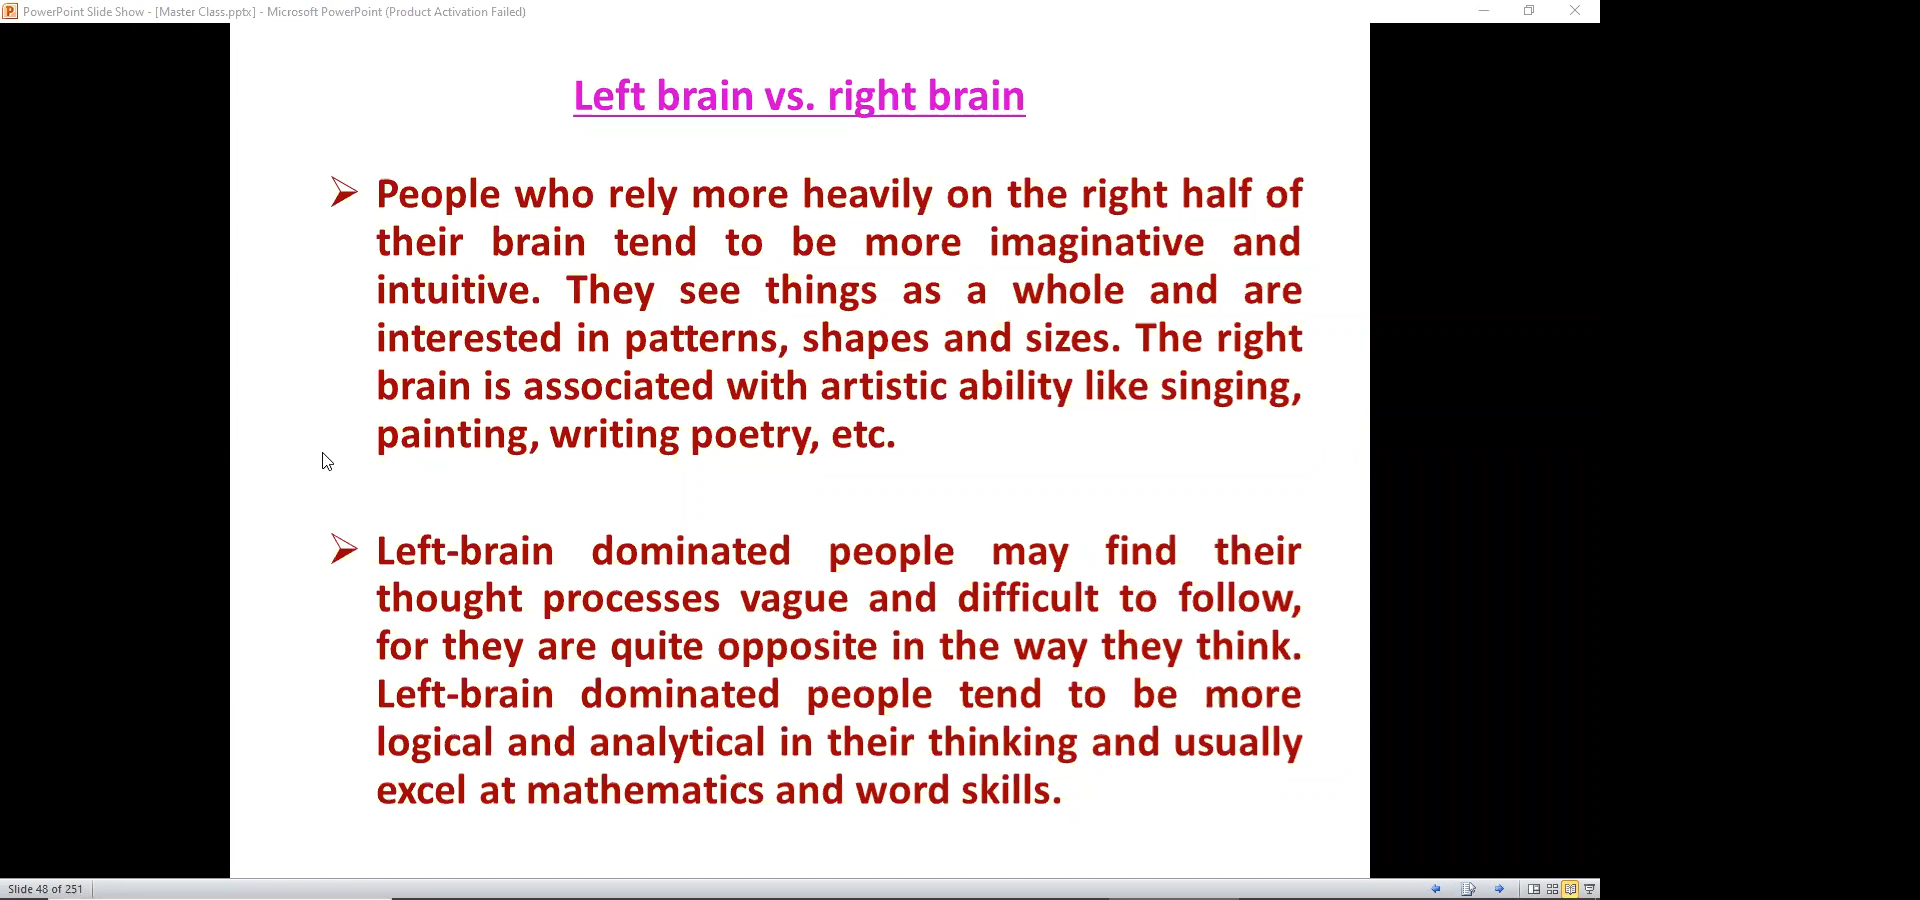 PowerPoint Slide Show - [Master Class.pptx] - Microsoft PowerPoint (Product Activation Failed)
Left brain vs. right brain
People who rely more heavily on the right half of
their brain tend to be more imaginative and
intuitive. They see things as a whole and are
interested in patterns, shapes and sizes. The right
brain is associated with artistic ability like singing,
painting, writing poetry, etc.
Left-brain dominated people may find their
thought processes vague and difficult to follow,
for they are quite opposite in the way they think.
Left-brain dominated people tend to be more
logical and analytical in their thinking and usually
excel at mathematics and word skills.
Slide 48 of 251